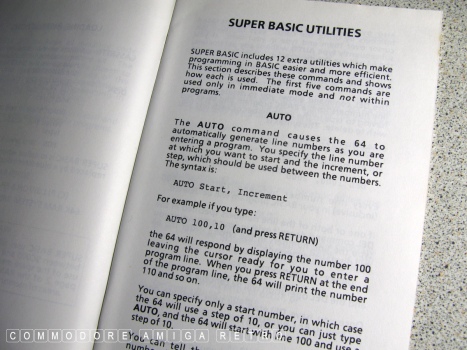 SUPER BASIC UTILITIES
SUPER BASIC includes 12 extra utilities which make
programming in BASIC easier and more efficient.
This section describes these commands and shows
how each is used. The first five commands are
used only in immediate mode and not within
programs.
AUTO
The AUTO command causes the 64 to
automatically generate line numbers as you are
entering a program. You specify the line number
at which you want to start and the increment, or
step, which should be used between the numbers.
The syntax is:
AUTO Start, Increment
For example if you type:
AUTO 100,10 (and press RETURN)
the 64 will respond by displaying the number 100
leaving the cursor ready for you to enter a
program line. When you press RETURN at the end
of the program line, the 64 will print the number
110 and so on.
You can specify only a start number, in which case
the 64 will use a step of 10, or you can just type
AUTO, and the 64 will start with line 100 and use a
step of 10.
You can tell the
COMMODORE AMIGA RETRO